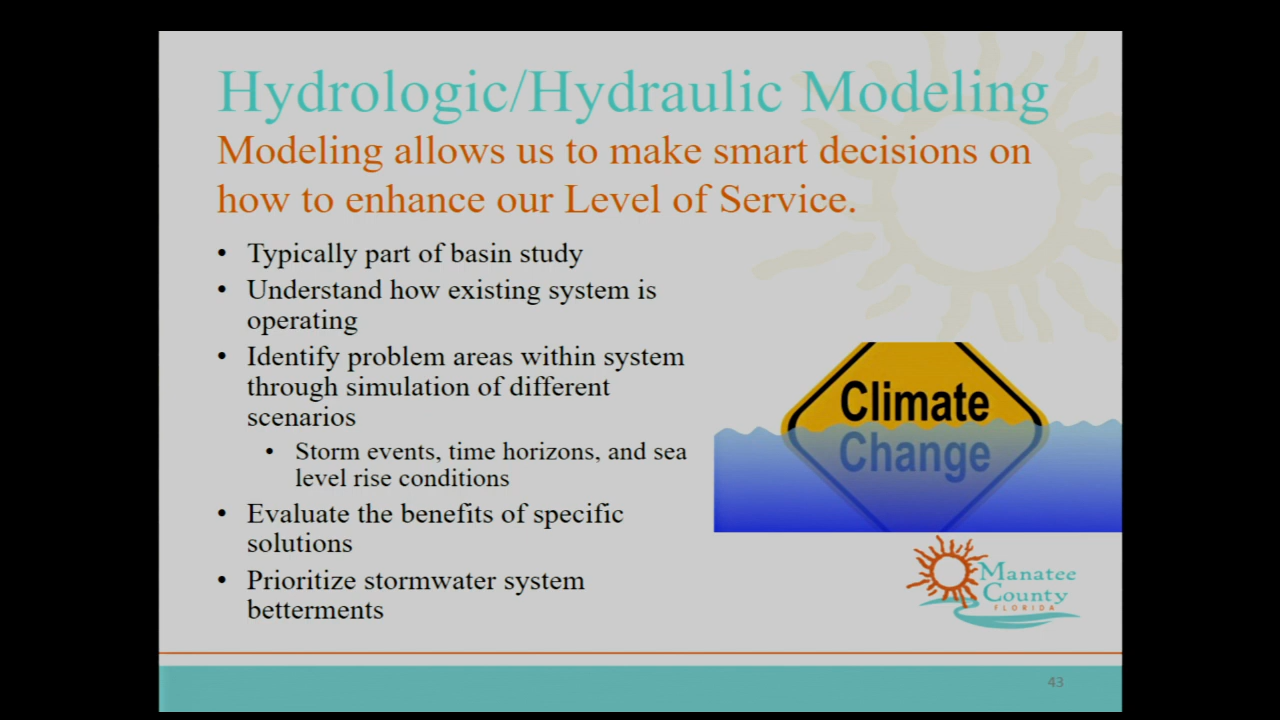 Hydrologic/Hydraulic Modeling
Modeling allows us to make smart decisions on
how to enhance our Level of Service.
• Typically part of basin study
• Understand how existing system is
operating
• Identify problem areas within system
through simulation of different
scenarios
• Storm events, time horizons, and sea
level rise conditions
• Evaluate the benefits of specific
solutions
• Prioritize stormwater system
betterments
Climate
Change
Manatee
County
FLORIDA
43